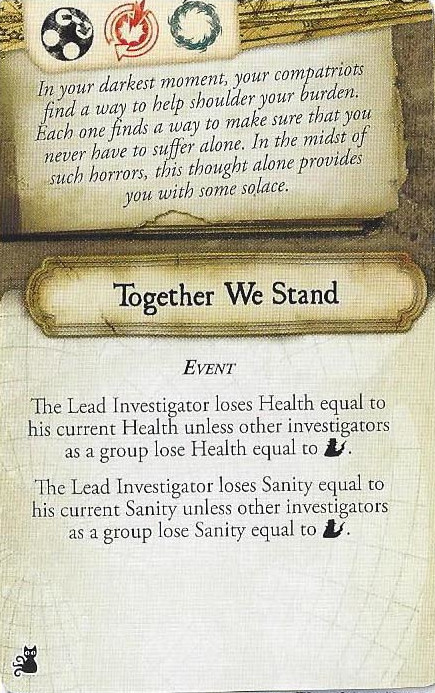 In your darkest moment, your compatriots
find a way to help shoulder your burden.
Each one finds a way to make sure that you
never have to suffer alone. In the midst of
such horrors, this thought alone provides
you with some solace.
Together We Stand
Event
The Lead Investigator loses Health equal to
his current Health unless other investigators
as a group lose Health equal to .
The Lead Investigator loses Sanity equal to
his current Sanity unless other investigators
as a group lose Sanity equal to .